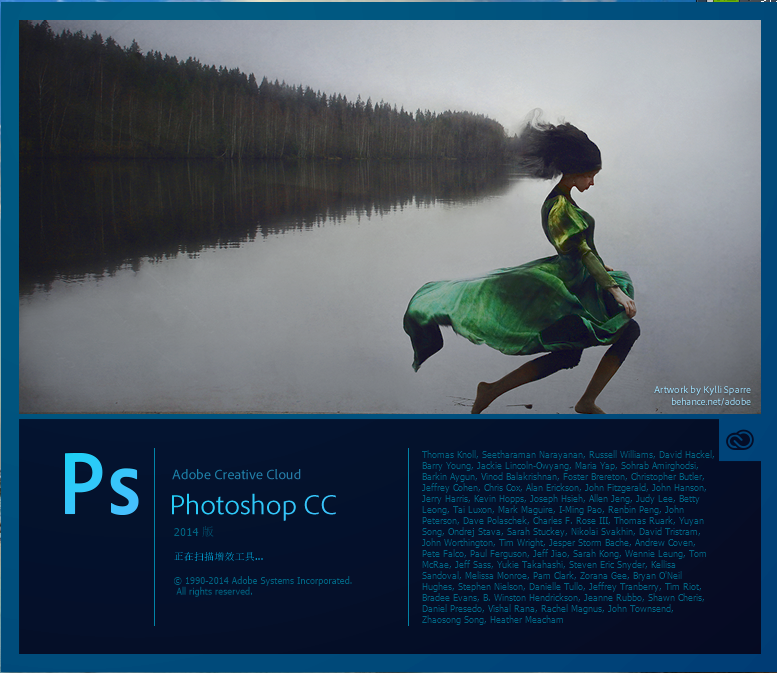 Artwork by Kylli Sparre
behance.net/adobe
Ps
Adobe Creative Cloud
Photoshop CC
2014 版
正在扫描增效工具...
© 1990-2014 Adobe Systems Incorporated.
All rights reserved.
Thomas Knoll, Seetharaman Narayanan, Russell Williams, David Hackel,
Barry Young, Jackie Lincoln-Owyang, Maria Yap, Sohrab Amirghodsi,
Barkin Aygun, Vinod Balakrishnan, Foster Brereton, Christopher Butler,
Jeffrey Cohen, Chris Cox, Alan Erickson, John Fitzgerald, John Hanson,
Jerry Harris, Kevin Hopps, Joseph Hsieh, Allen Jeng, Judy Lee, Betty
Leong, Tai Luxon, Mark Maguire, I-Ming Pao, Renbin Peng, John
Peterson, Dave Polaschek, Charles F. Rose III, Thomas Ruark, Yuyan
Song, Ondrej Stava, Sarah Stuckey, Nikolai Svakhin, David Tristram,
John Worthington, Tim Wright, Jesper Storm Bache, Andrew Coven,
Pete Falco, Paul Ferguson, Jeff Jiao, Sarah Kong, Wennie Leung, Tom
McRae, Jeff Sass, Yukie Takahashi, Steven Eric Snyder, Kellisa
Sandoval, Melissa Monroe, Pam Clark, Zorana Gee, Bryan O'Neil
Hughes, Stephen Nielson, Danielle Tullo, Jeffrey Tranberry, Tim Riot,
Bradee Evans, B. Winston Hendrickson, Jeanne Rubbo, Shawn Cheris,
Daniel Presedo, Vishal Rana, Rachel Magnus, John Townsend,
Zhaosong Song, Heather Meacham